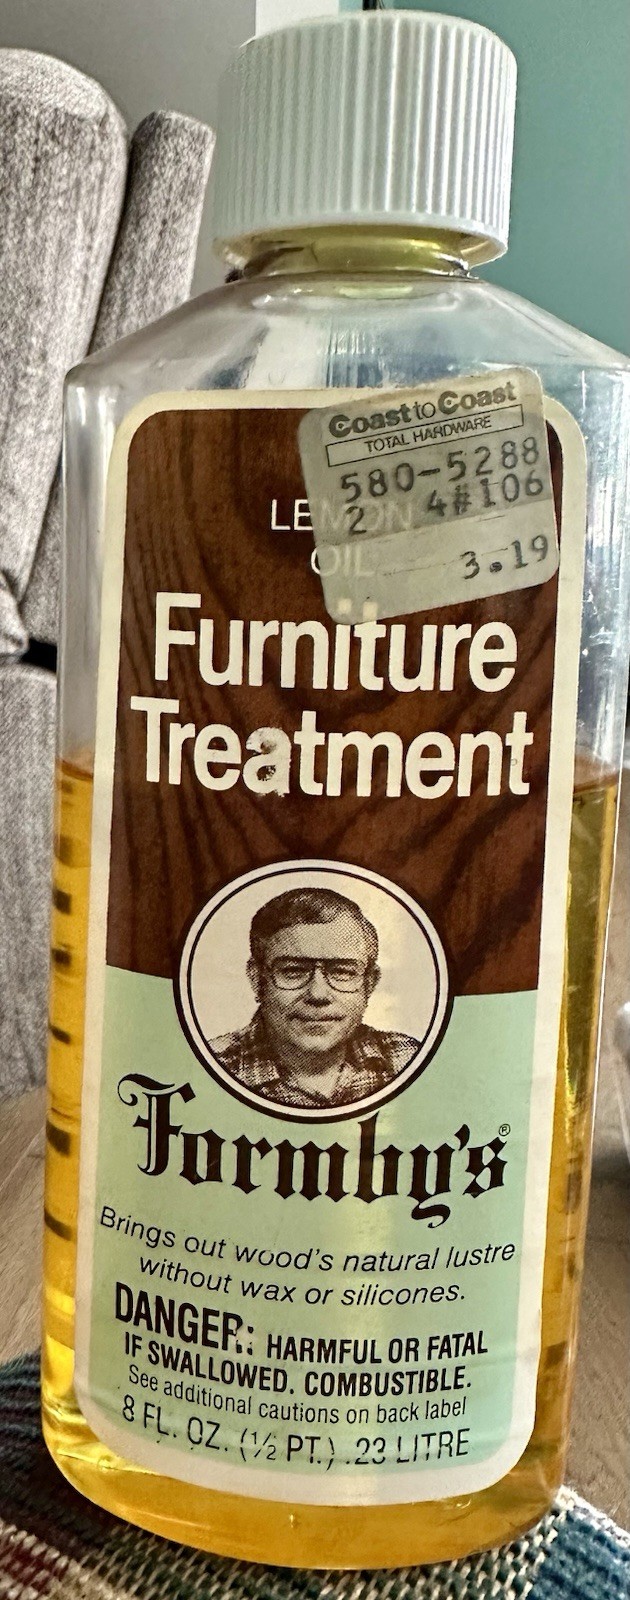 Coast to Coast
TOTAL HARDWARE
580-5288
2 4#106
3.19
LEMON
OIL
Furniture
Treatment
Formby's®
Brings out wood's natural lustre
without wax or silicones.
DANGER: HARMFUL OR FATAL
IF SWALLOWED. COMBUSTIBLE.
See additional cautions on back label
8 FL. OZ. (½ PT.) .23 LITRE